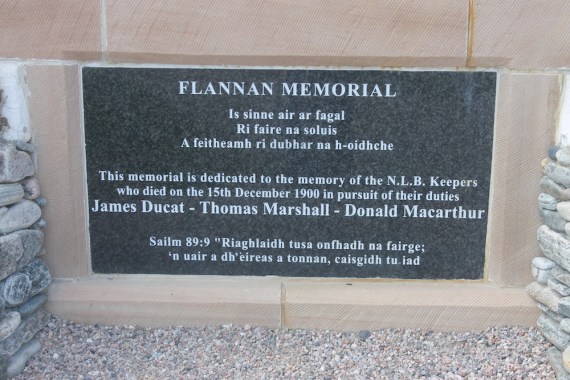 FLANNAN MEMORIAL
Is sinne air ar fagal
Ri faire na soluis
A feitheamh ri dubhar na h-oidhche
This memorial is dedicated to the memory of the N.L.B. Keepers
who died on the 15th December 1900 in pursuit of their duties
James Ducat - Thomas Marshall - Donald Macarthur
Sailm 89:9 "Riaghlaidh tusa onfhadh na fairge;
'n uair a dh'eireas a tonnan, caisgidh tu iad